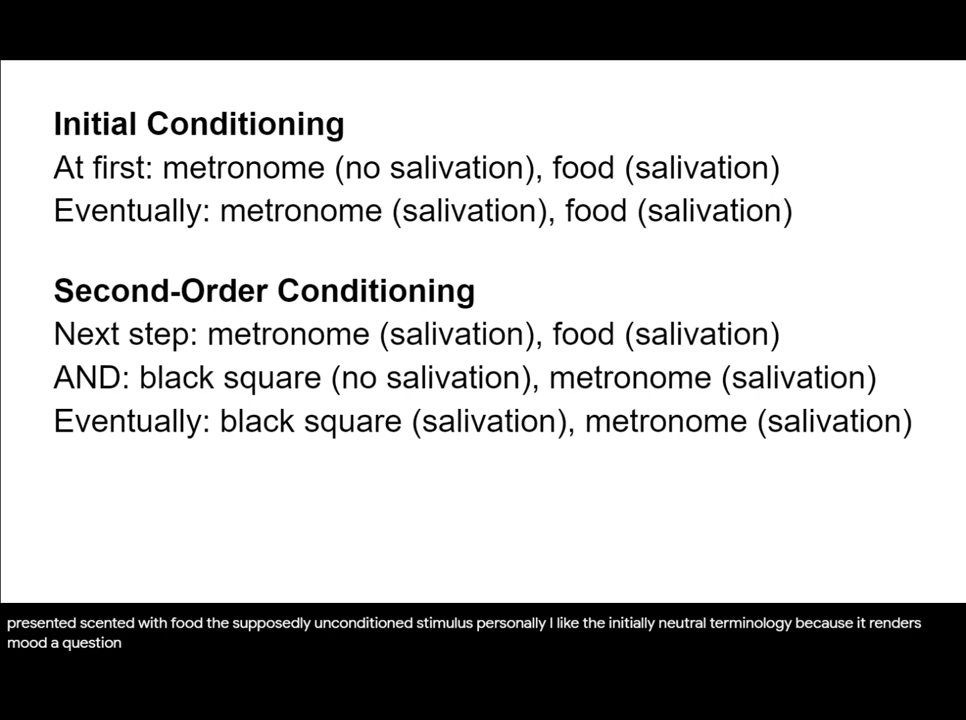 Initial Conditioning
At first: metronome (no salivation), food (salivation)
Eventually: metronome (salivation), food (salivation)
Second-Order Conditioning
Next step: metronome (salivation), food (salivation)
AND: black square (no salivation), metronome (salivation)
Eventually: black square (salivation), metronome (salivation)
presented scented with food the supposedly unconditioned stimulus personally I like the initially neutral terminology because it renders
mood a question